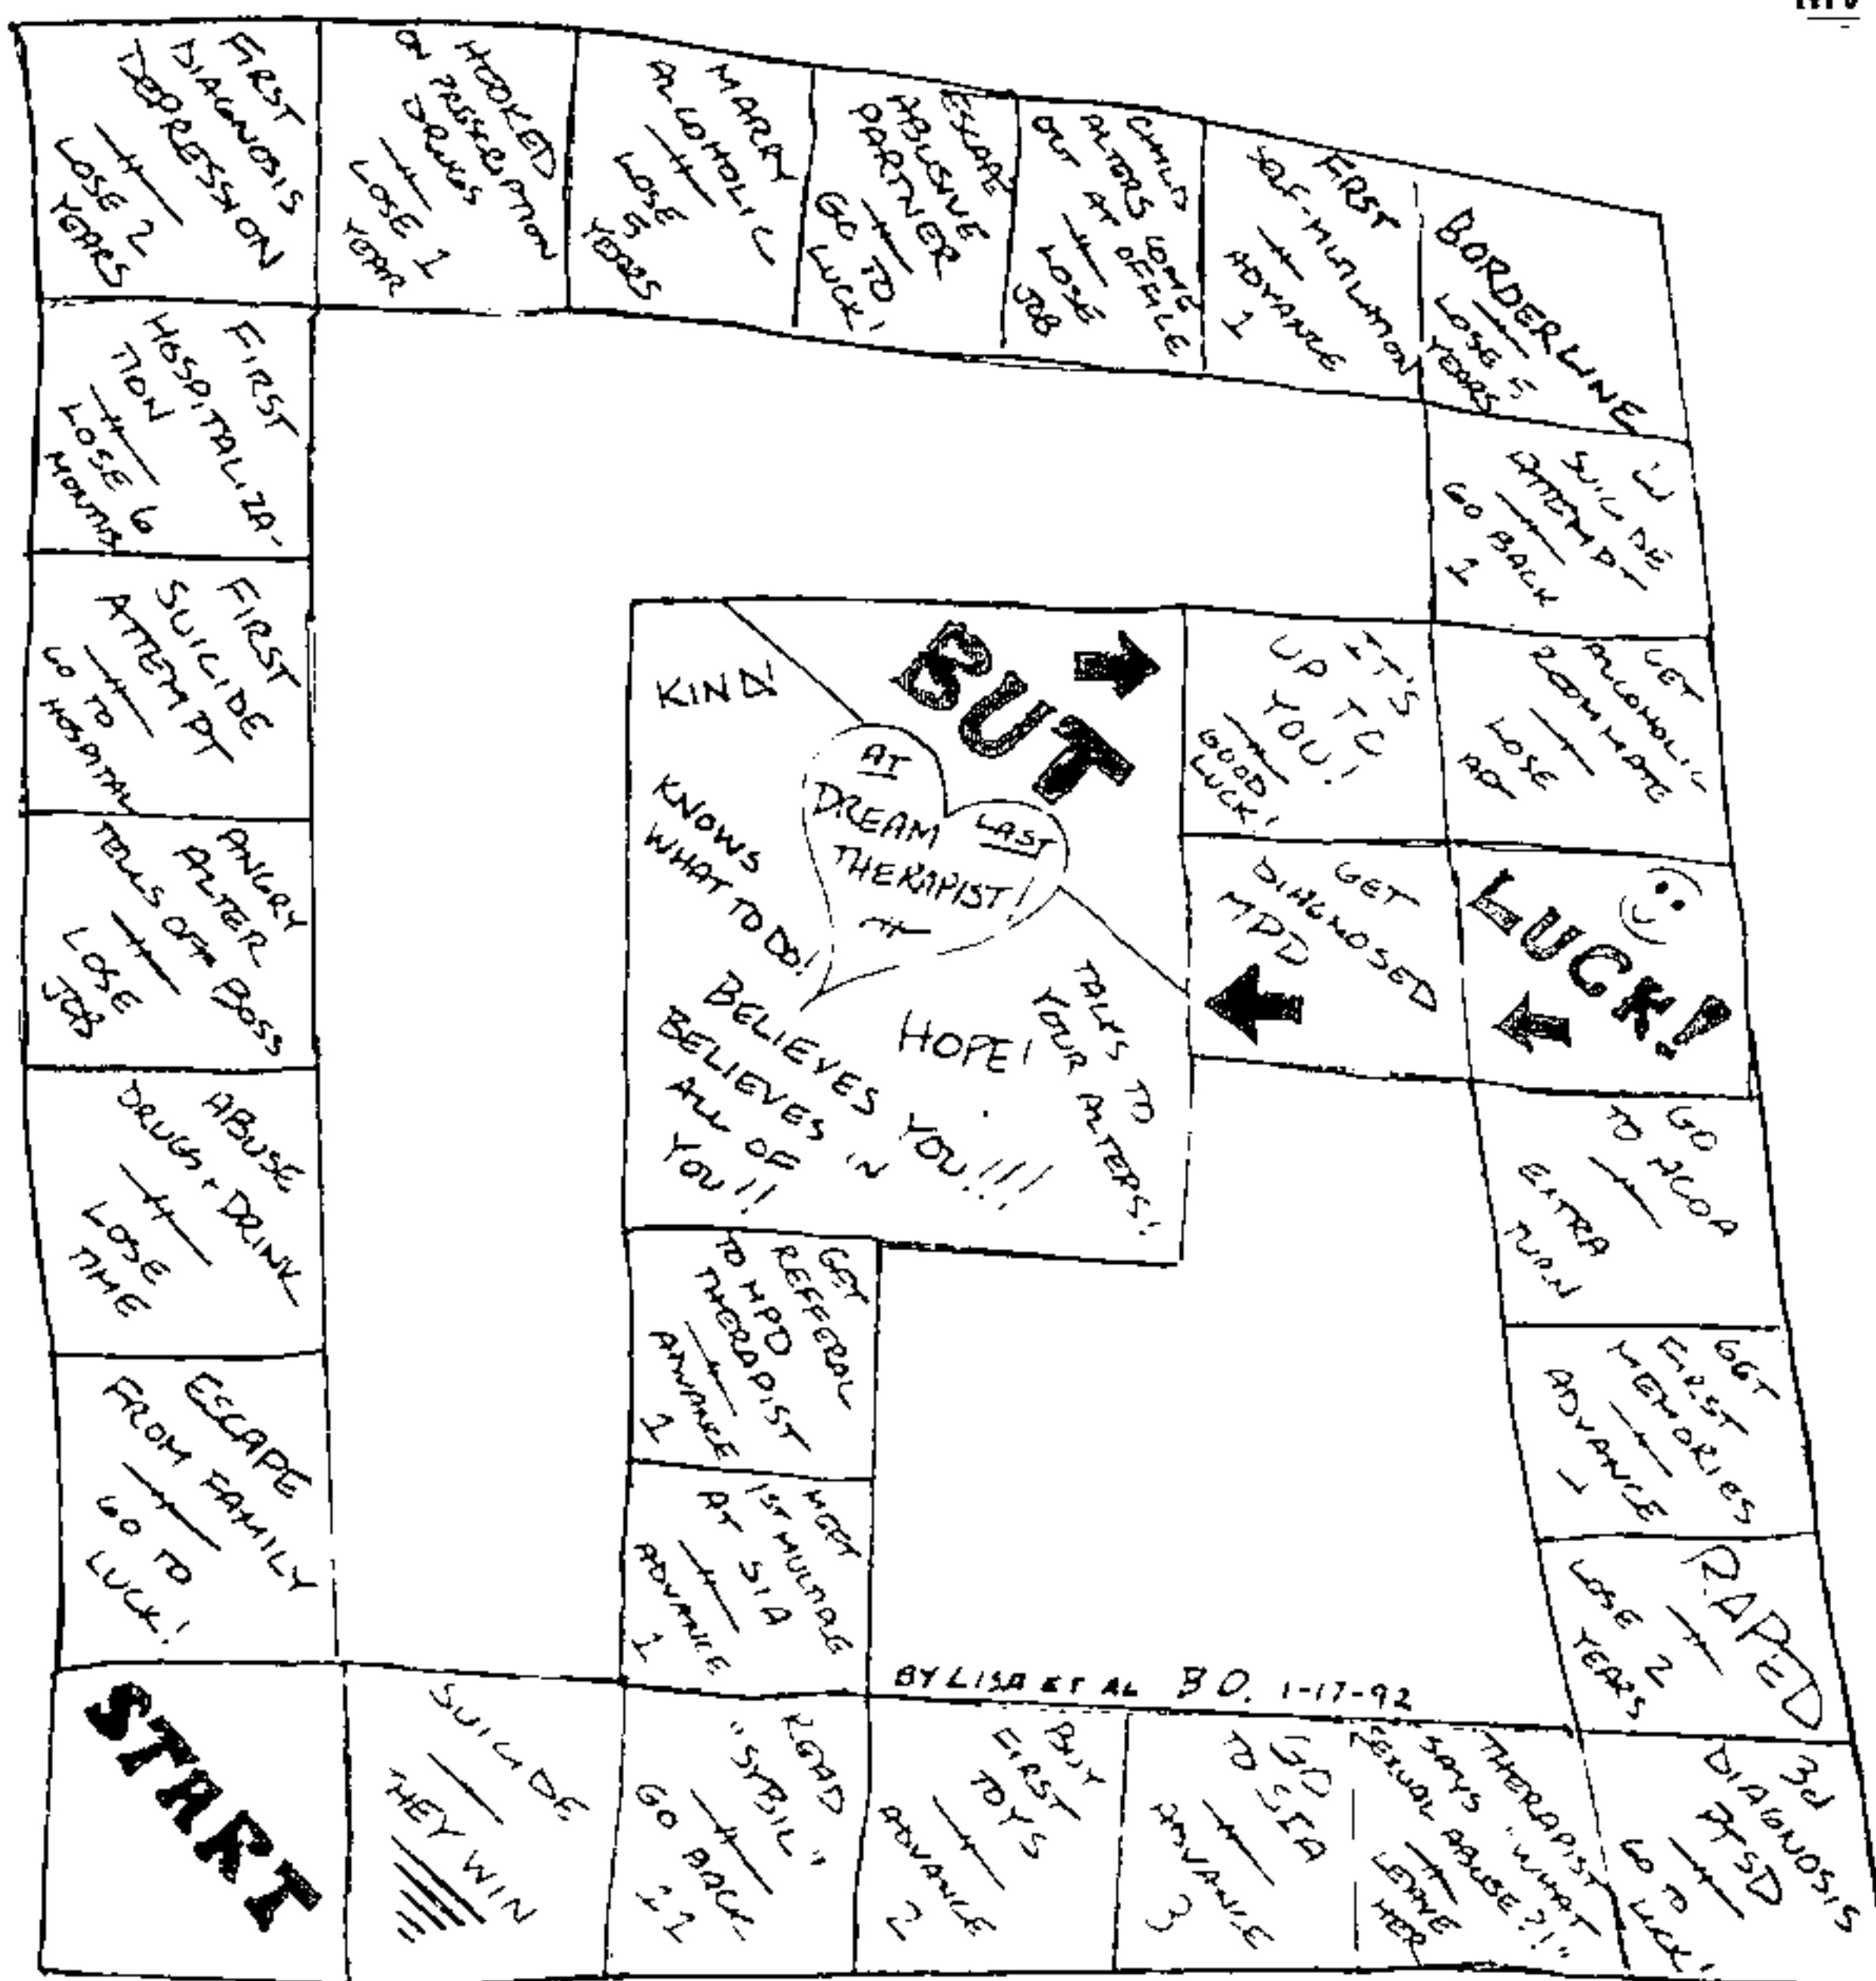 START
ESCAPE
FROM FAMILY
GO TO
LUCK!
ABUSE
DRUGS + DRINK
LOSE
TIME
ANGRY
ALTER
TELLS OFF BOSS
LOSE
JOB
FIRST
SUICIDE
ATTEMPT
GO TO
HOSPITAL
FIRST
HOSPITALIZA-
TION
LOSE 6
MONTHS
FIRST
DIAGNOSIS
DEPRESSION
LOSE 2
YEARS
HOOKED
ON PRESCRIPTION
DRUGS
LOSE 1
YEAR
MARRY
ALCOHOLIC
LOSE
5
YEARS
ESCAPE
ABUSIVE
PARTNER
GO TO
LUCK!
CHILD
ALTERS COME
OUT AT OFFICE
LOSE
JOB
FIRST
SELF-MUTILATION
ADVANCE
1
BORDERLINE
LOSE 5
YEARS
SUICIDE
ATTEMPT
GO BACK
1
GET
ALCOHOLIC
ROOMMATE
LOSE
LUCK!
GO
TO ACOA
EXTRA
TURN
GET
FIRST
MEMORIES
ADVANCE
1
RAPED
LOSE 2
YEARS
3d
DIAGNOSIS
PTSD
GO TO
LUCK!
THERAPIST
SAYS "WHAT
SEXUAL ABUSE?!"
LEAVE
HER
GO
TO SIA
ADVANCE
3
BUY
FIRST
TOYS
ADVANCE
2
READ
"SYBIL"
GO BACK
11
SUICIDE
THEY WIN
MEET
1ST MULTIPLE
AT SIA
ADVANCE
1
GET
REFFERAL
TO MPD
THERAPIST
ADVANCE
1
GET
DIAGNOSED
MPD
IT'S
UP TO
YOU!
GOOD
LUCK!
BUT
AT
LAST
DREAM
THERAPIST!
KIND
KNOWS
WHAT TO DO!
BELIEVES YOU!!!
BELIEVES IN
ALL OF
YOU!!
HOPE!
TALKS TO
YOUR ALTERS!
BY LISA ET AL B.O. 1-17-92